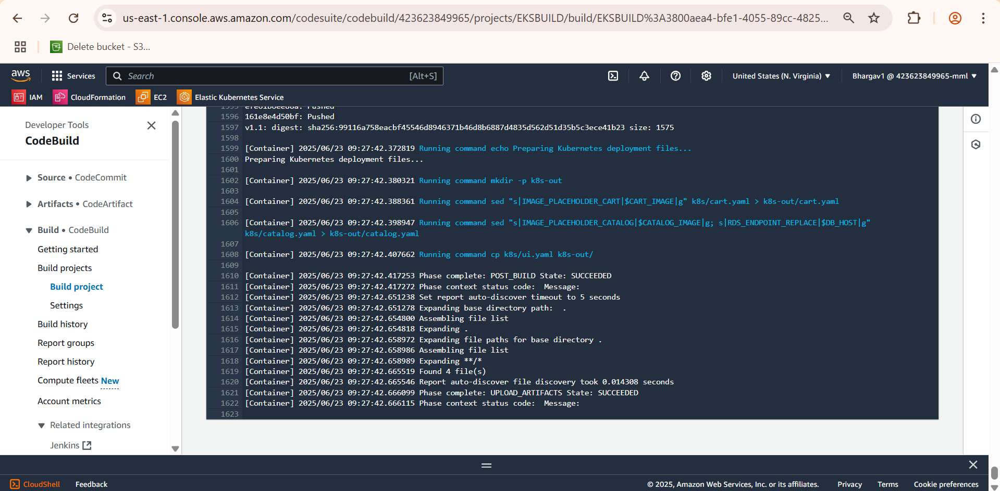 us-east-1.console.aws.amazon.com/codesuite/codebuild/423623849965/projects/EKSBUILD/build/EKSBUILD%3A3800aea4-bfe1-4055-89cc-4825...
Delete bucket - S3...
aws
Services
Search
[Alt+S]
United States (N. Virginia)
Bhargav1 @ 423623849965-mml
IAM
CloudFormation
EC2
Elastic Kubernetes Service
Developer Tools
CodeBuild
Source • CodeCommit
Artifacts • CodeArtifact
Build • CodeBuild
Getting started
Build projects
Build project
Settings
Build history
Report groups
Report history
Compute fleets New
Account metrics
Related integrations
Jenkins
1596 161e8e4d50bf: Pushed
1597 v1.1: digest: sha256:99116a758eacbf45546d8946371b46d8b6887d4835d562d51d35b5c3ece41b23 size: 1575
1598
1599 [Container] 2025/06/23 09:27:42.372819 Running command echo Preparing Kubernetes deployment files...
1600 Preparing Kubernetes deployment files...
1601
1602 [Container] 2025/06/23 09:27:42.380321 Running command mkdir -p k8s-out
1603
1604 [Container] 2025/06/23 09:27:42.388361 Running command sed "s|IMAGE_PLACEHOLDER_CART|$CART_IMAGE|g" k8s/cart.yaml > k8s-out/cart.yaml
1605
1606 [Container] 2025/06/23 09:27:42.398947 Running command sed "s|IMAGE_PLACEHOLDER_CATALOG|$CATALOG_IMAGE|g; s|RDS_ENDPOINT_REPLACE|$DB_HOST|g"
k8s/catalog.yaml > k8s-out/catalog.yaml
1607
1608 [Container] 2025/06/23 09:27:42.407662 Running command cp k8s/ui.yaml k8s-out/
1609
1610 [Container] 2025/06/23 09:27:42.417253 Phase complete: POST_BUILD State: SUCCEEDED
1611 [Container] 2025/06/23 09:27:42.417272 Phase context status code:  Message:
1612 [Container] 2025/06/23 09:27:42.651238 Set report auto-discover timeout to 5 seconds
1613 [Container] 2025/06/23 09:27:42.651278 Expanding base directory path:  .
1614 [Container] 2025/06/23 09:27:42.654800 Assembling file list
1615 [Container] 2025/06/23 09:27:42.654818 Expanding .
1616 [Container] 2025/06/23 09:27:42.658972 Expanding file paths for base directory .
1617 [Container] 2025/06/23 09:27:42.658986 Assembling file list
1618 [Container] 2025/06/23 09:27:42.658989 Expanding **/*
1619 [Container] 2025/06/23 09:27:42.665519 Found 4 file(s)
1620 [Container] 2025/06/23 09:27:42.665546 Report auto-discover file discovery took 0.014308 seconds
1621 [Container] 2025/06/23 09:27:42.666099 Phase complete: UPLOAD_ARTIFACTS State: SUCCEEDED
1622 [Container] 2025/06/23 09:27:42.666115 Phase context status code:  Message:
1623
CloudShell
Feedback
© 2025, Amazon Web Services, Inc. or its affiliates.
Privacy
Terms
Cookie preferences